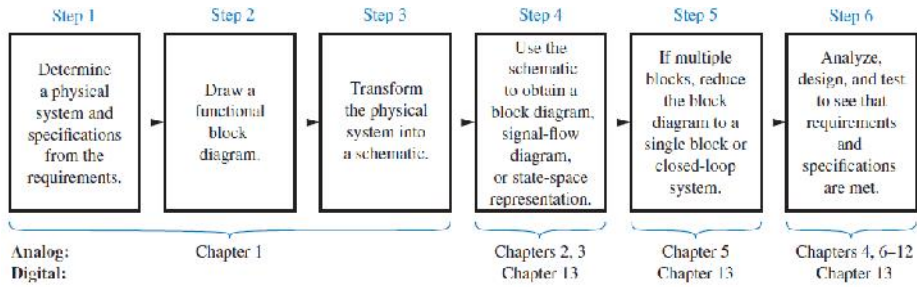 Step 1
Step 2
Step 3
Step 4
Step 5
Step 6
Determine
a physical
system and
specifications
from the
requirements.
Draw a
functional
block
diagram.
Transform
the physical
system into
a schematic.
Use the
schematic
to obtain a
block diagram,
signal-flow
diagram,
or state-space
representation.
If multiple
blocks, reduce
the block
diagram to a
single block or
closed-loop
system.
Analyze,
design, and test
to see that
requirements
and
specifications
are met.
Analog: Chapter 1 Chapters 2, 3 Chapter 5 Chapters 4, 6–12
Digital: Chapter 13 Chapter 13 Chapter 13